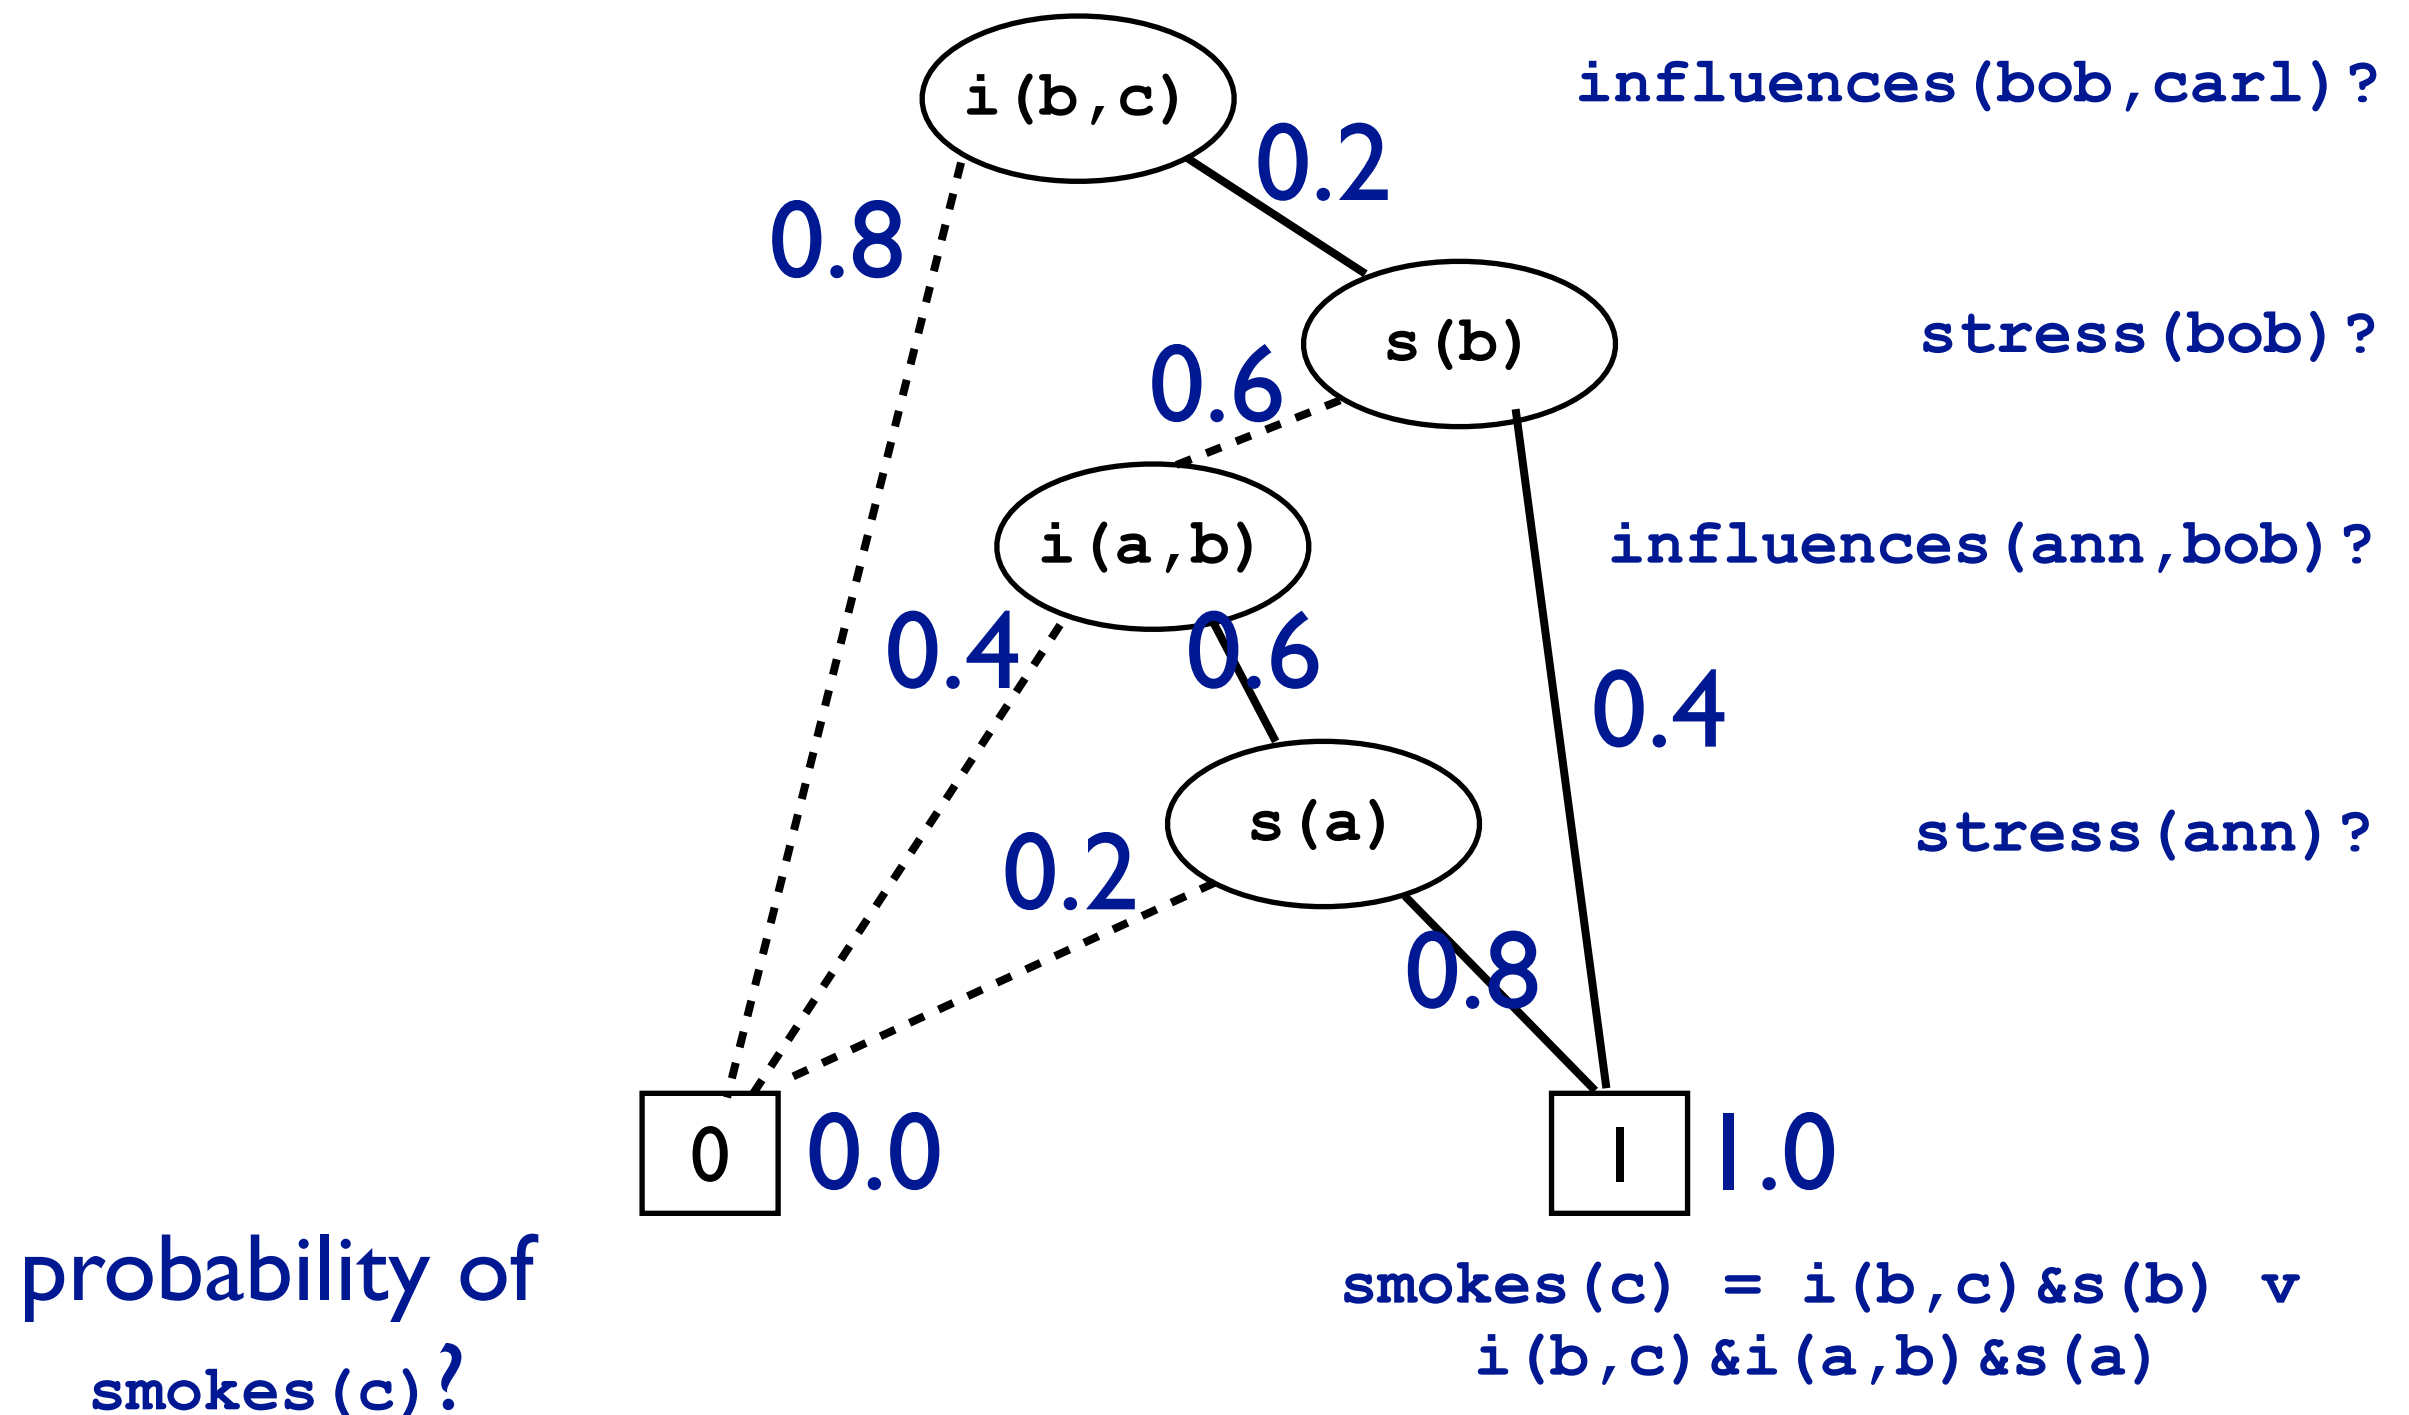 i(b,c)
influences(bob,carl)?
0.2
0.8
s(b)
stress(bob)?
0.6
i(a,b)
influences(ann,bob)?
0.4
0.6
0.4
s(a)
stress(ann)?
0.2
0.8
0
0.0
1
1.0
probability of
smokes(c)?
smokes(c) = i(b,c)&s(b) v
i(b,c)&i(a,b)&s(a)